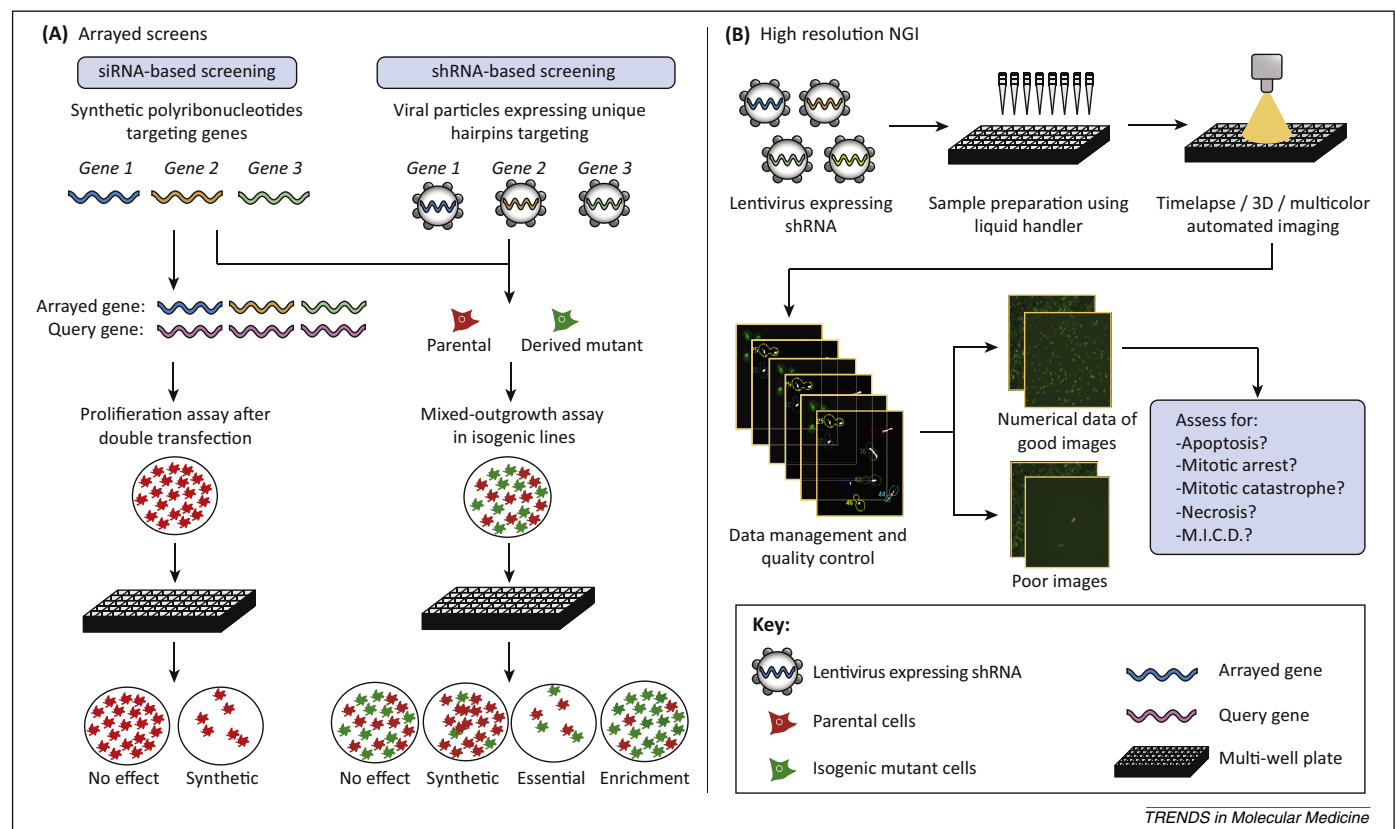 (A) Arrayed screens
siRNA-based screening
Synthetic polyribonucleotides
targeting genes
Gene 1 Gene 2 Gene 3
shRNA-based screening
Viral particles expressing unique
hairpins targeting
Gene 1 Gene 2 Gene 3
Arrayed gene:
Query gene:
Parental Derived mutant
Prolifieration assay after
double transfection
Mixed-outgrowth assay
in isogenic lines
No effect Synthetic
No effect Synthetic Essential Enrichment
(B) High resolution NGI
Lentivirus expressing
shRNA
Sample preparation using
liquid handler
Timelapse / 3D / multicolor
automated imaging
Data management and
quality control
Numerical data of
good images
Poor images
Assess for:
-Apoptosis?
-Mitotic arrest?
-Mitotic catastrophe?
-Necrosis?
-M.I.C.D.?
Key:
Lentivirus expressing shRNA
Parental cells
Isogenic mutant cells
Arrayed gene
Query gene
Multi-well plate
TRENDS in Molecular Medicine